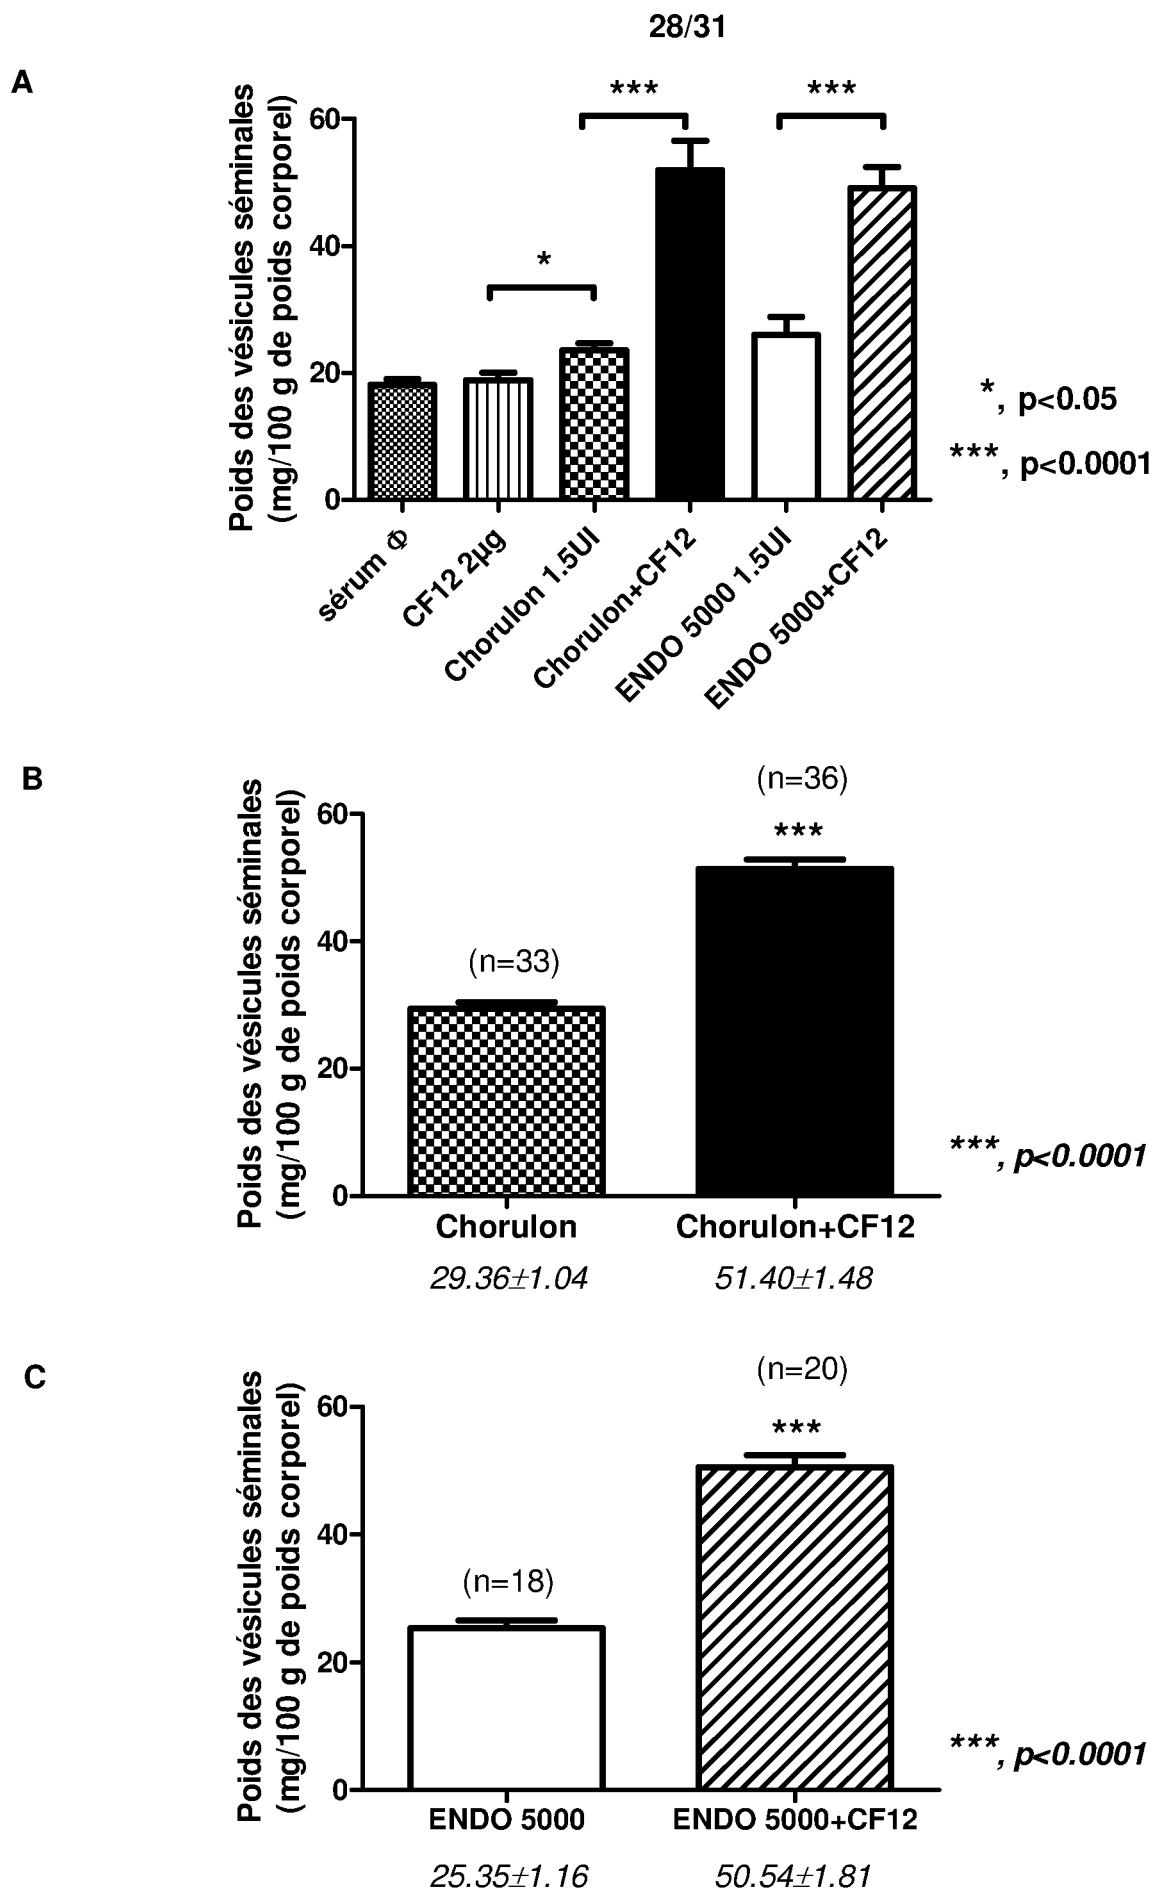 28/31
A
Poids des vésicules séminales
(mg/100 g de poids corporel)
60
40
20
0
***
***
*
*, p<0.05
***, p<0.0001
sérum Φ
CF12 2µg
Chorulon 1.5UI
Chorulon+CF12
ENDO 5000 1.5UI
ENDO 5000+CF12
B
Poids des vésicules séminales
(mg/100 g de poids corporel)
60
40
20
0
(n=36)
***
(n=33)
***, p<0.0001
Chorulon
Chorulon+CF12
29.36±1.04
51.40±1.48
C
Poids des vésicules séminales
(mg/100 g de poids corporel)
60
40
20
0
(n=20)
***
(n=18)
***, p<0.0001
ENDO 5000
ENDO 5000+CF12
25.35±1.16
50.54±1.81